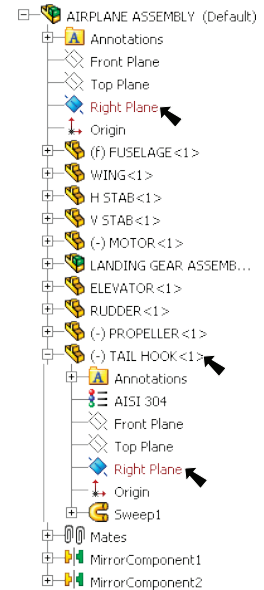 AIRPLANE ASSEMBLY (Default)
Annotations
Front Plane
Top Plane
Right Plane
Origin
(f) FUSELAGE<1>
WING<1>
H STAB<1>
V STAB<1>
(-) MOTOR<1>
LANDING GEAR ASSEMB...
ELEVATOR<1>
RUDDER<1>
(-) PROPELLER<1>
(-) TAIL HOOK<1>
Annotations
AISI 304
Front Plane
Top Plane
Right Plane
Origin
Sweep1
Mates
MirrorComponent1
MirrorComponent2